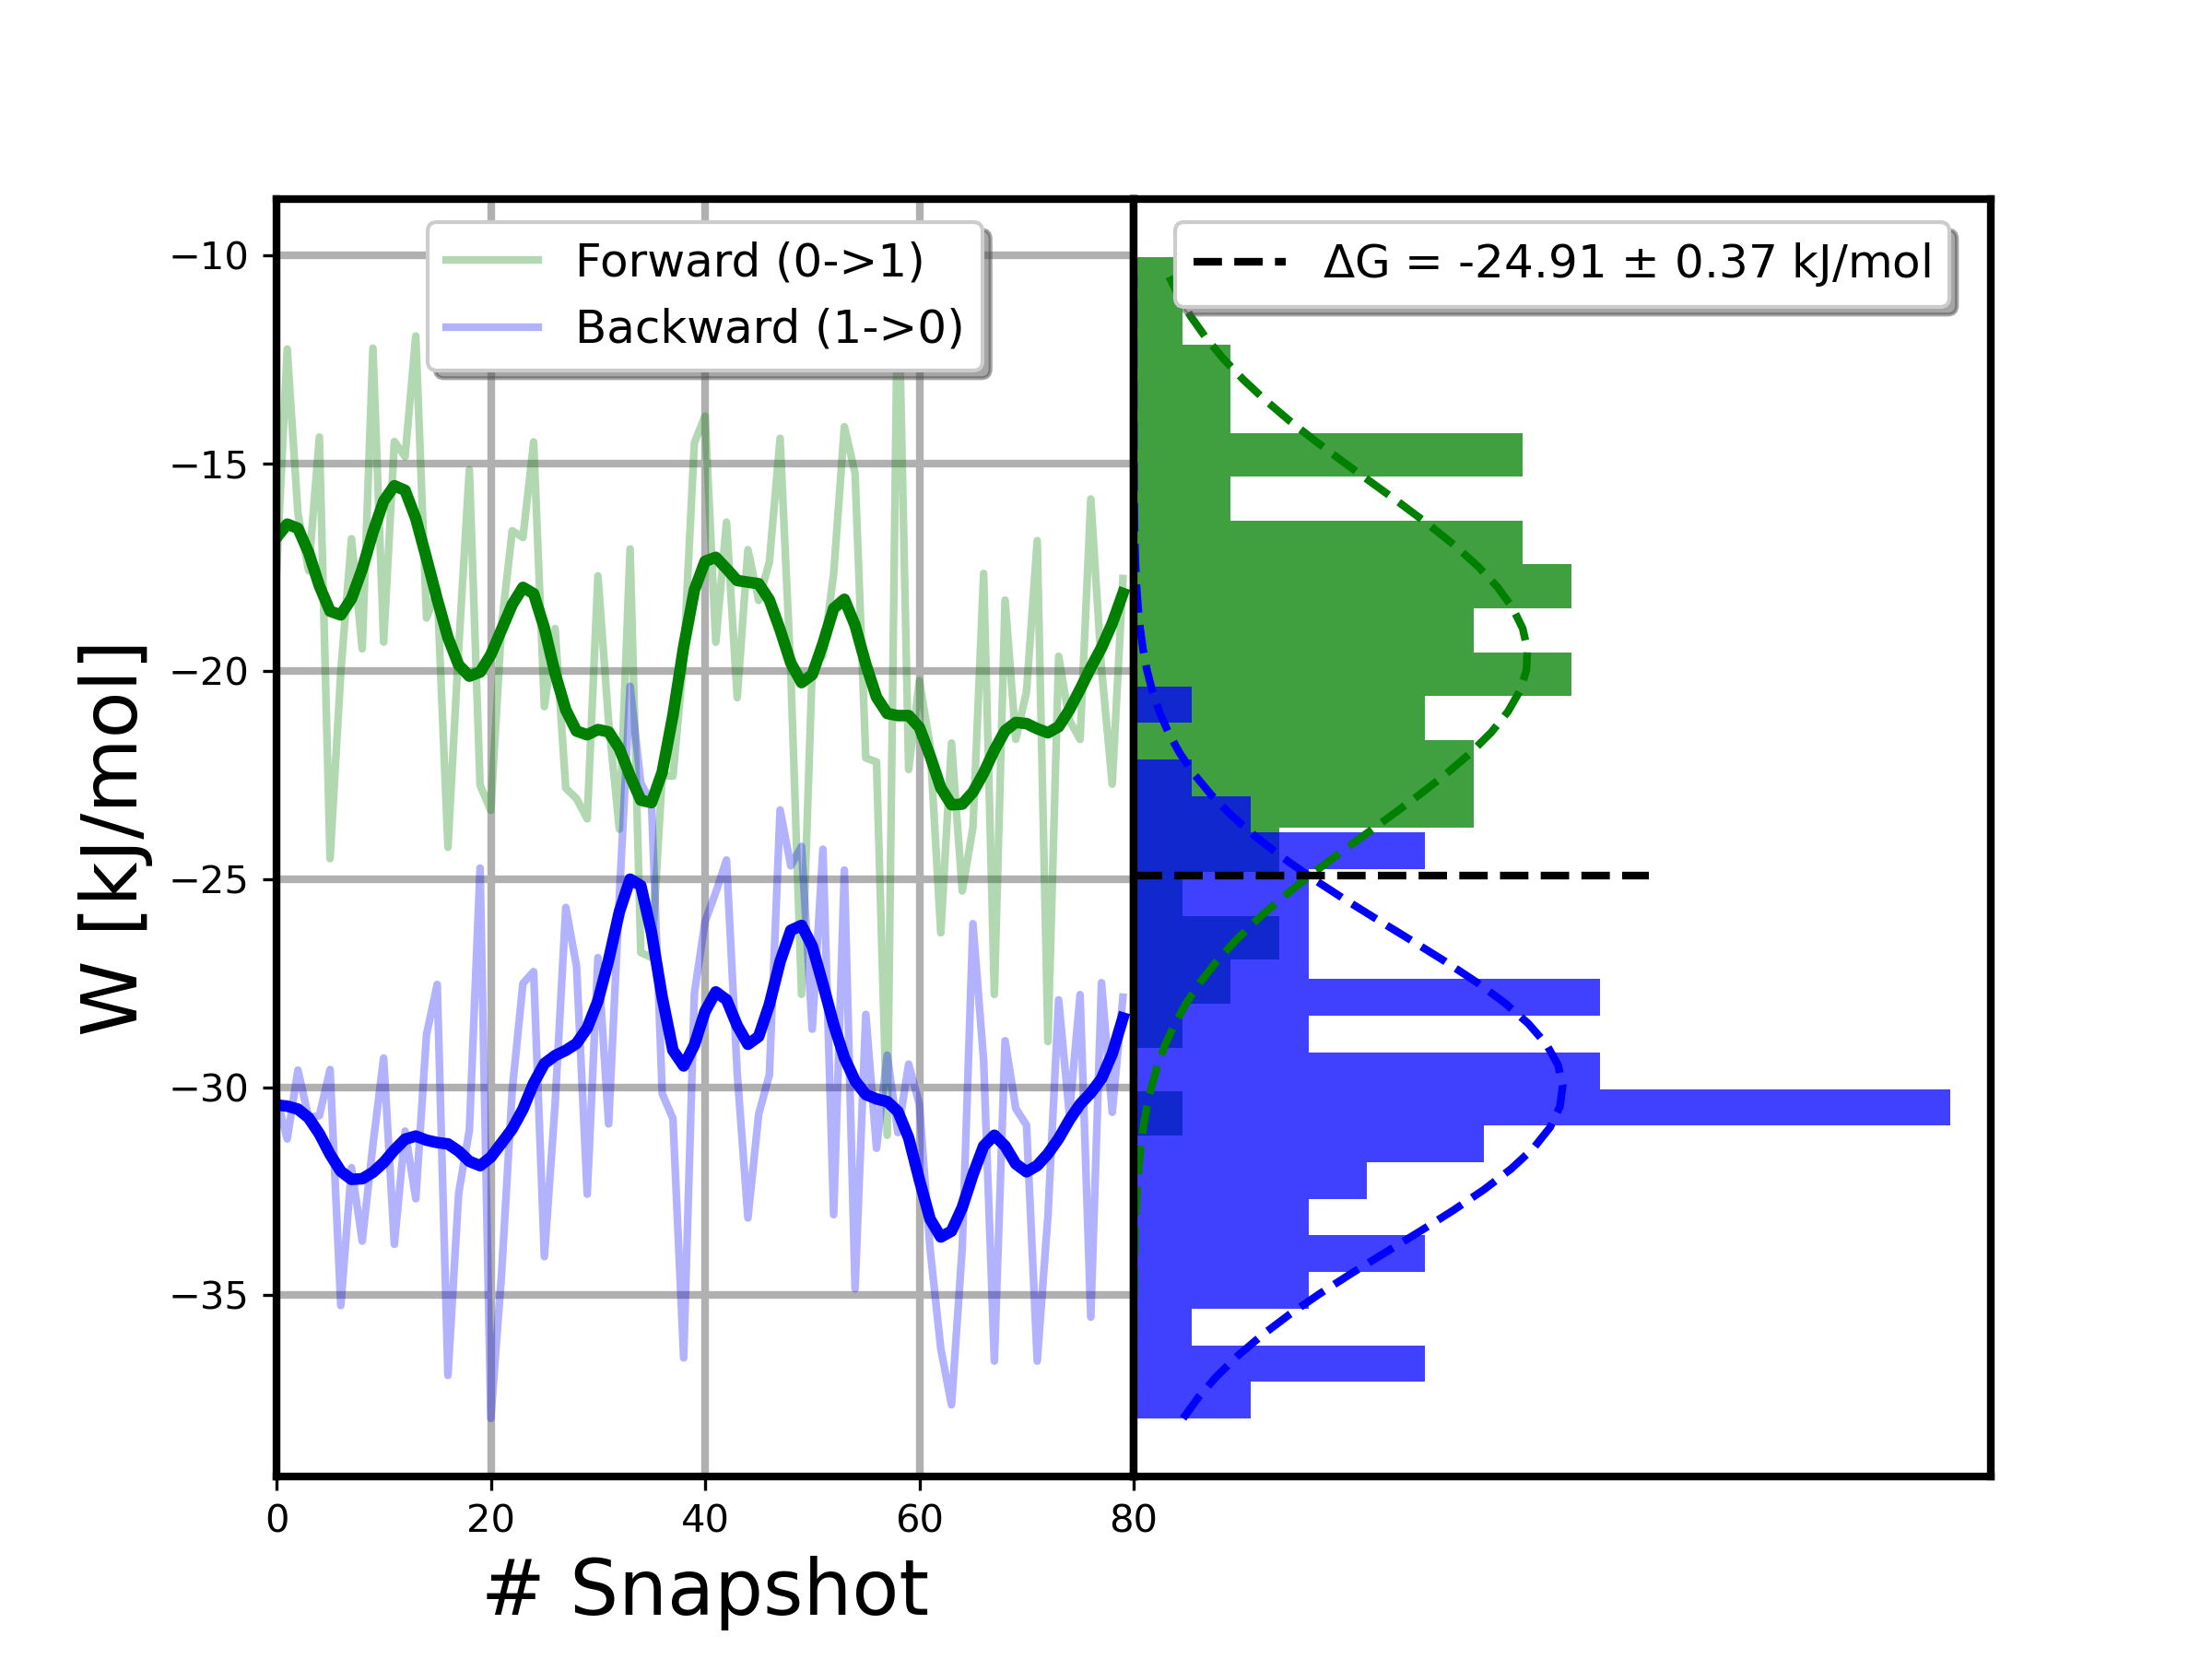 Forward (0->1)
Backward (1->0)
ΔG = -24.91 ± 0.37 kJ/mol
−10
−15
−20
−25
−30
−35
W [kJ/mol]
0 20 40 60 80
# Snapshot